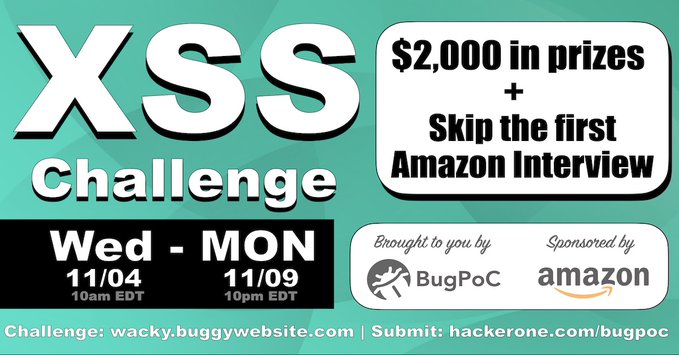 XSS
Challenge
$2,000 in prizes
+
Skip the first
Amazon Interview
Wed - MON
11/04 11/09
10am EDT 10pm EDT
Brought to you by
BugPoC
Sponsored by
amazon
Challenge: wacky.buggywebsite.com | Submit: hackerone.com/bugpoc